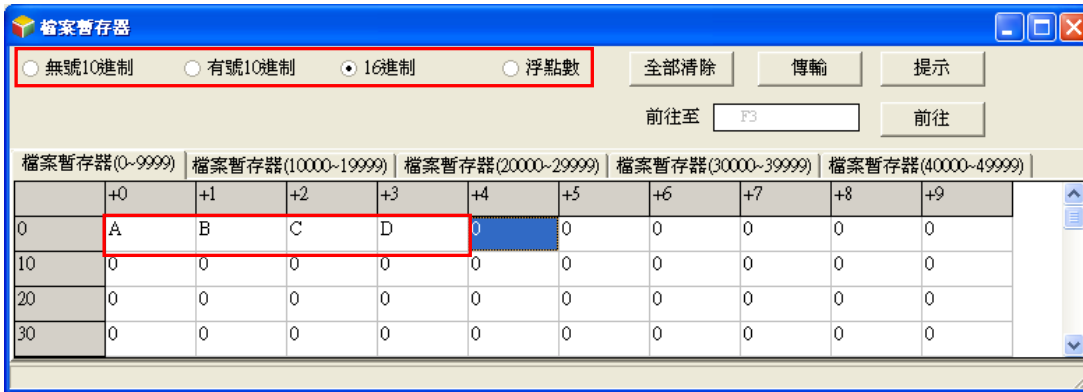 檔案暫存器
無號10進制 有號10進制 16進制 浮點數 全部清除 傳輸 提示
前往至 F3 前往
檔案暫存器(0~9999) 檔案暫存器(10000~19999) 檔案暫存器(20000~29999) 檔案暫存器(30000~39999) 檔案暫存器(40000~49999)
+0 +1 +2 +3 +4 +5 +6 +7 +8 +9
0 A B C D 0 0 0 0 0 0
10 0 0 0 0 0 0 0 0 0 0
20 0 0 0 0 0 0 0 0 0 0
30 0 0 0 0 0 0 0 0 0 0